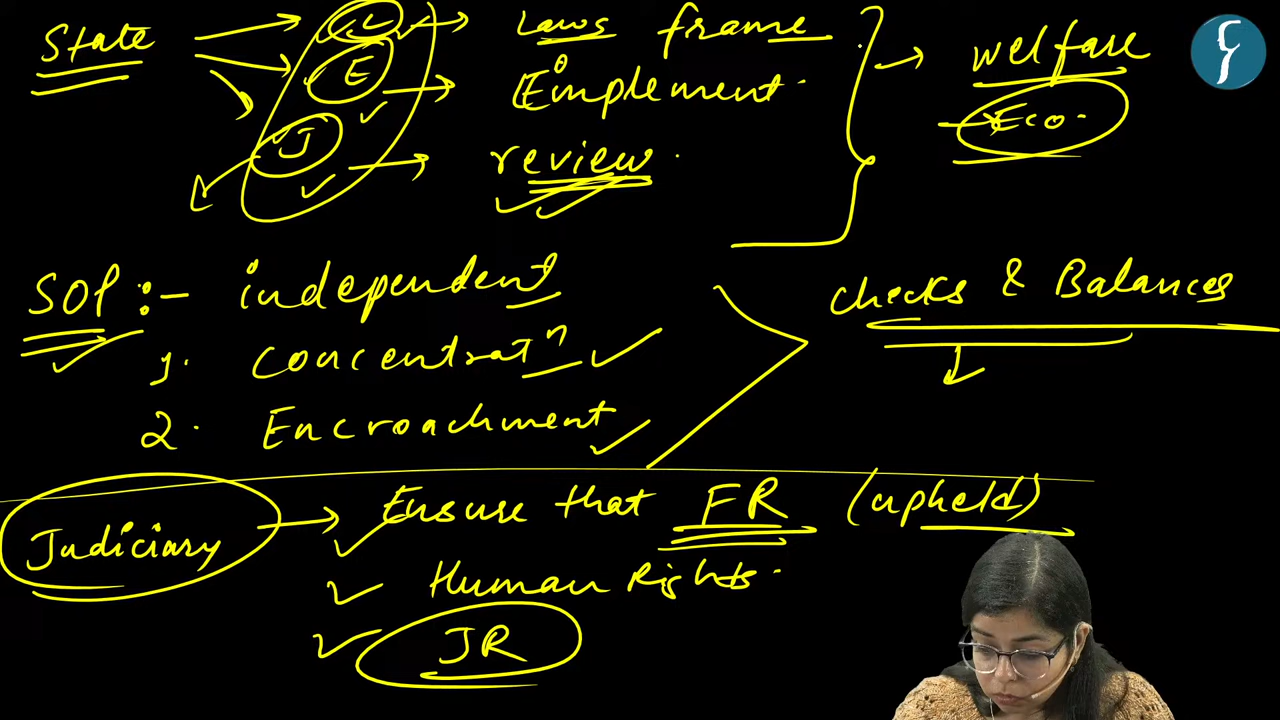 State → L → Laws frame → welfare
E → implement. → Eco.
J → review.
SOP :- independent
Checks & Balances
1. Concentratn
2. Encroachment
Judiciary → Ensure that FR (upheld)
Human Rights.
JR